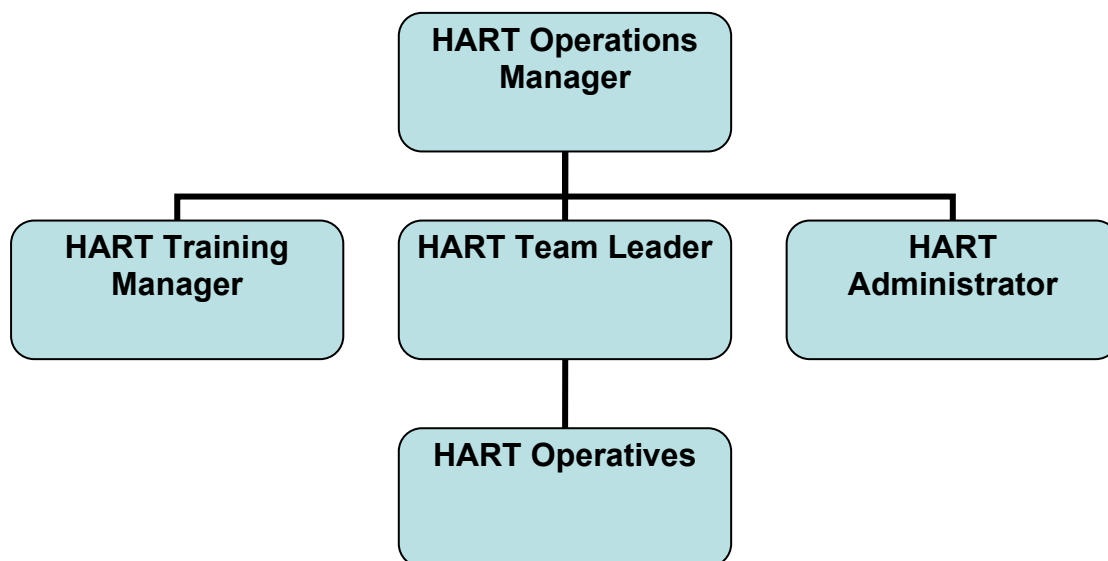 HART Operations
Manager
HART Training
Manager
HART Team Leader
HART
Administrator
HART Operatives